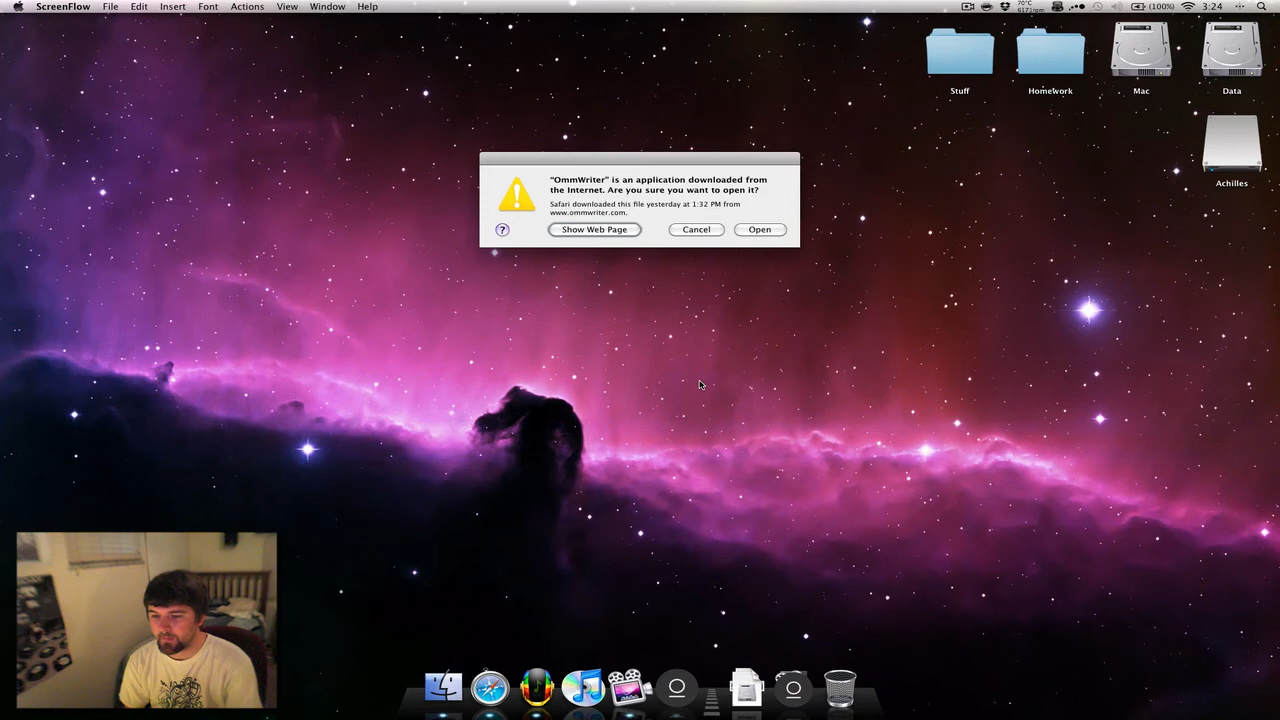 ScreenFlow File Edit Insert Font Actions View Window Help 70°C 6171rpm (100%) 3:24
Stuff Homework Mac Data
Achilles
“OmmWriter” is an application downloaded from
the Internet. Are you sure you want to open it?
Safari downloaded this file yesterday at 1:32 PM from
www.ommwriter.com.
? Show Web Page Cancel Open